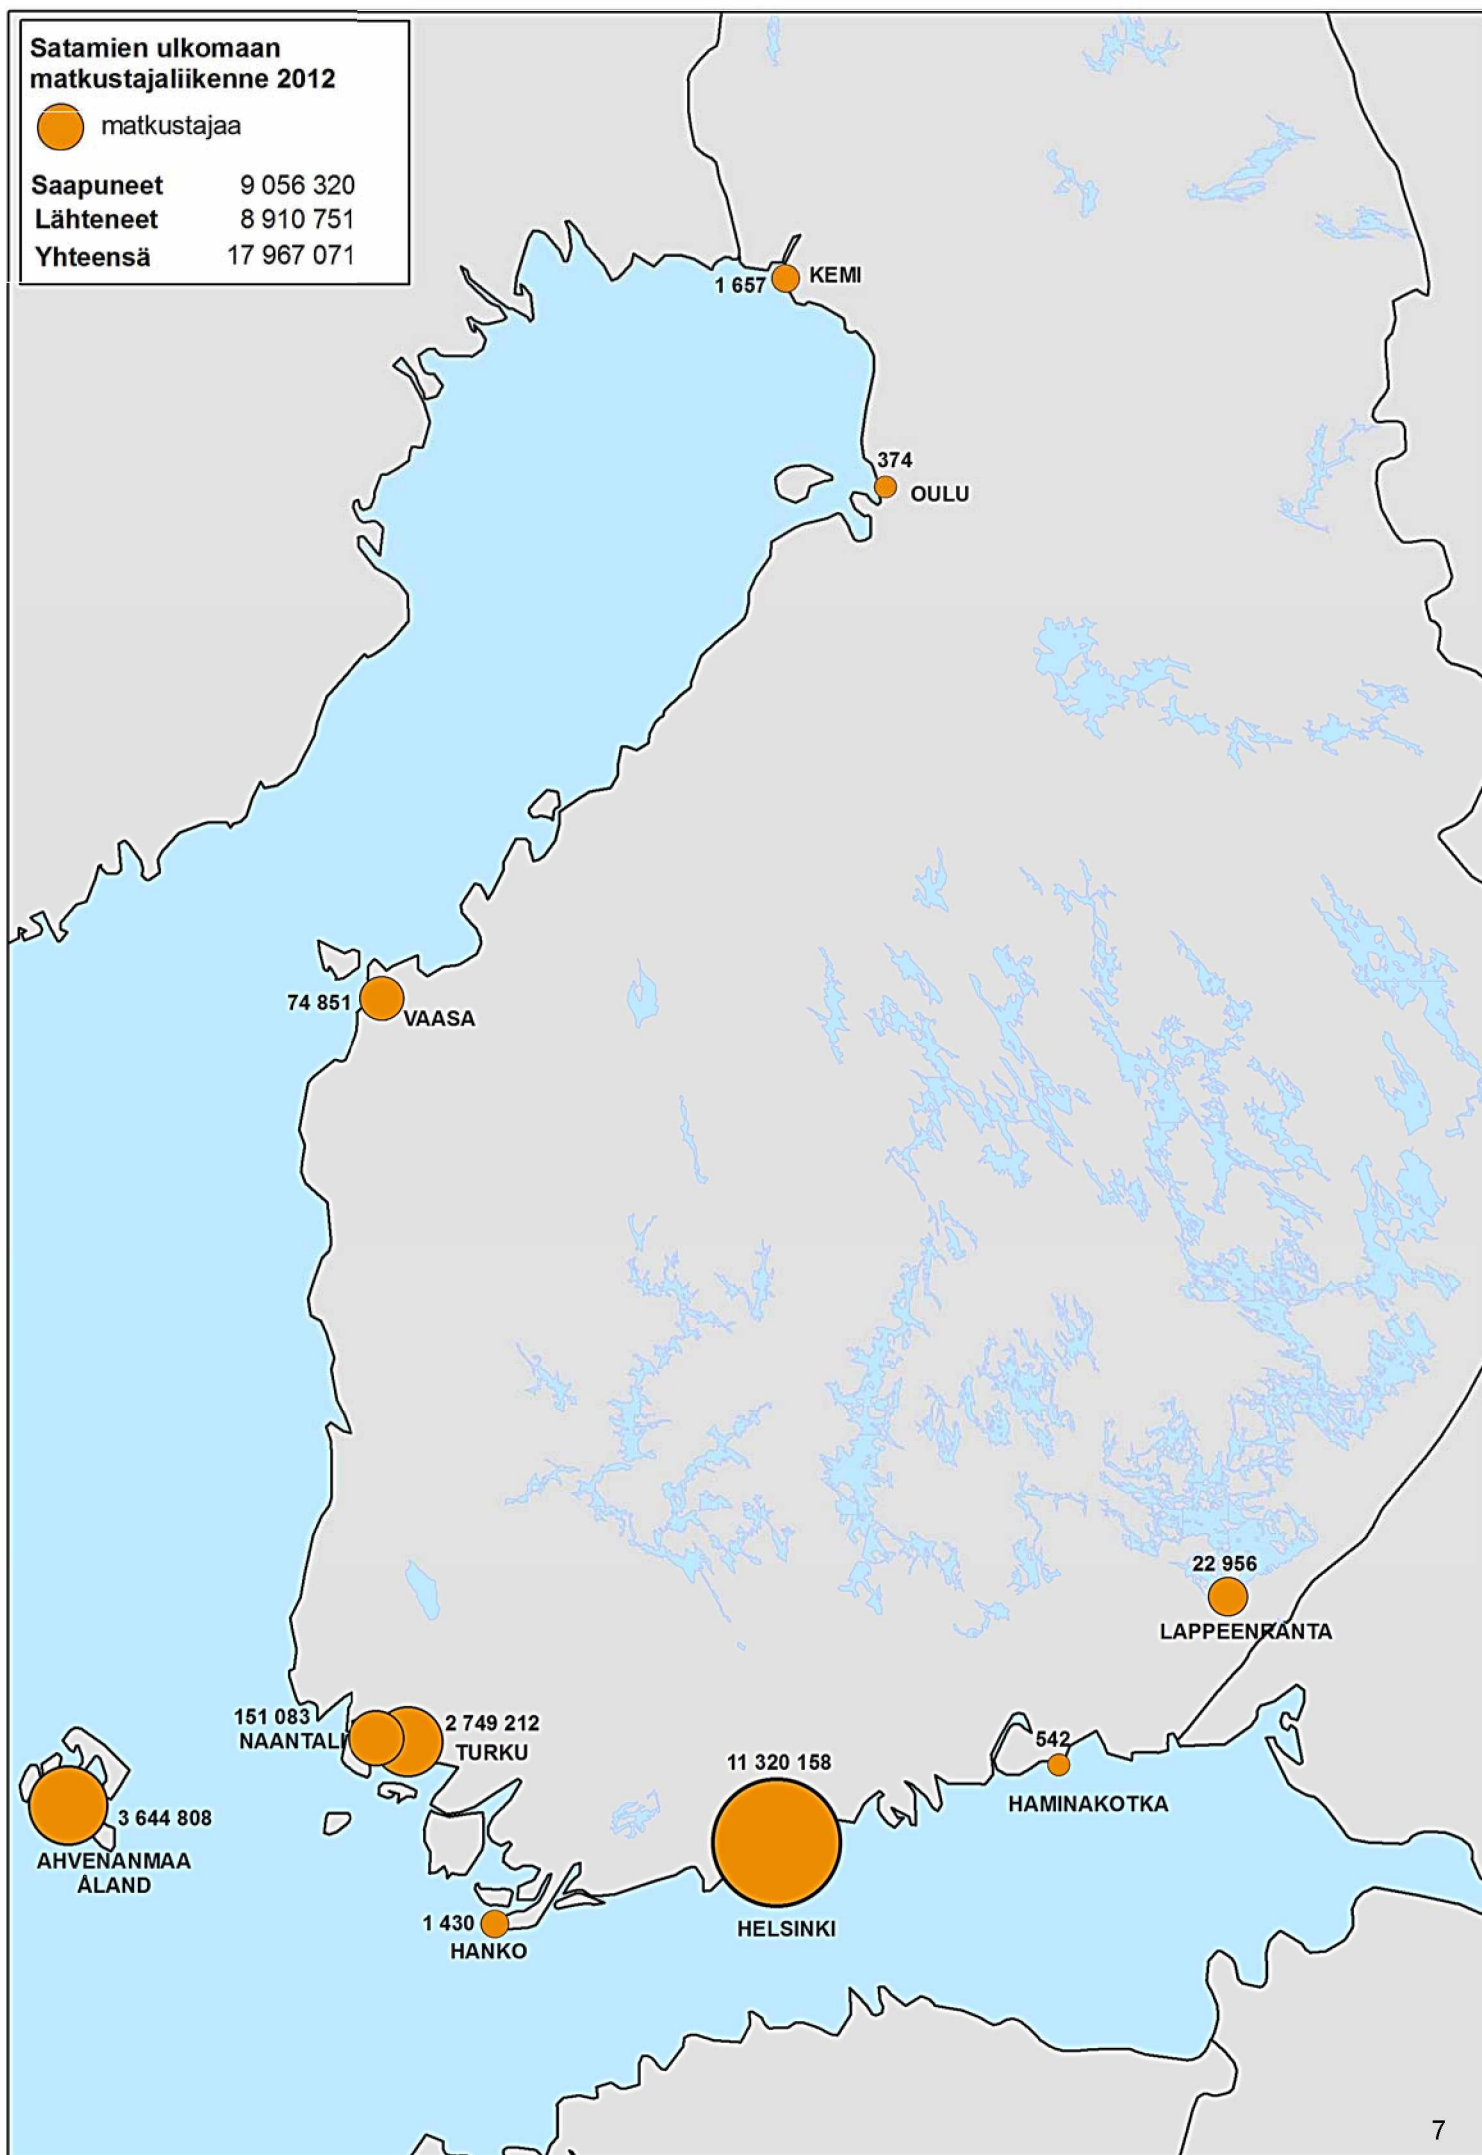 Satamien ulkomaan
matkustajaliikenne 2012
matkustajaa
Saapuneet 9 056 320
Lähteneet 8 910 751
Yhteensä 17 967 071
1 657 KEMI
374
OULU
74 851
VAASA
22 956
LAPPEENRANTA
151 083
NAANTALI
2 749 212
TURKU
542
HAMINAKOTKA
11 320 158
HELSINKI
3 644 808
AHVENANMAA
ÅLAND
1 430
HANKO
7